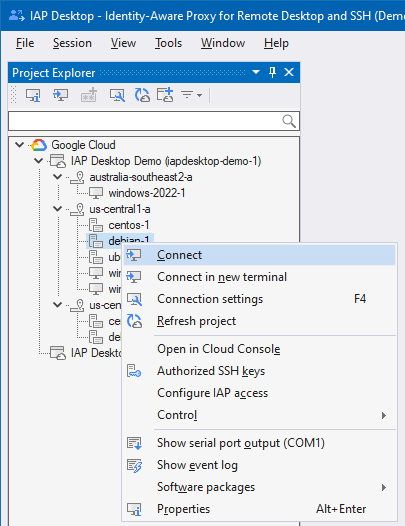 IAP Desktop - Identity-Aware Proxy for Remote Desktop and SSH (Dem
File Session View Tools Window Help
Project Explorer
Google Cloud
IAP Desktop Demo (iapdesktop-demo-1)
australia-southeast2-a
windows-2022-1
us-central1-a
centos-1
debian-1
Connect
Connect in new terminal
Connection settings F4
Refresh project
Open in Cloud Console
Authorized SSH keys
Configure IAP access
Control
Show serial port output (COM1)
Show event log
Software packages
Properties Alt+Enter
ub
win
win
us-cen
cen
de
IAP Deskto